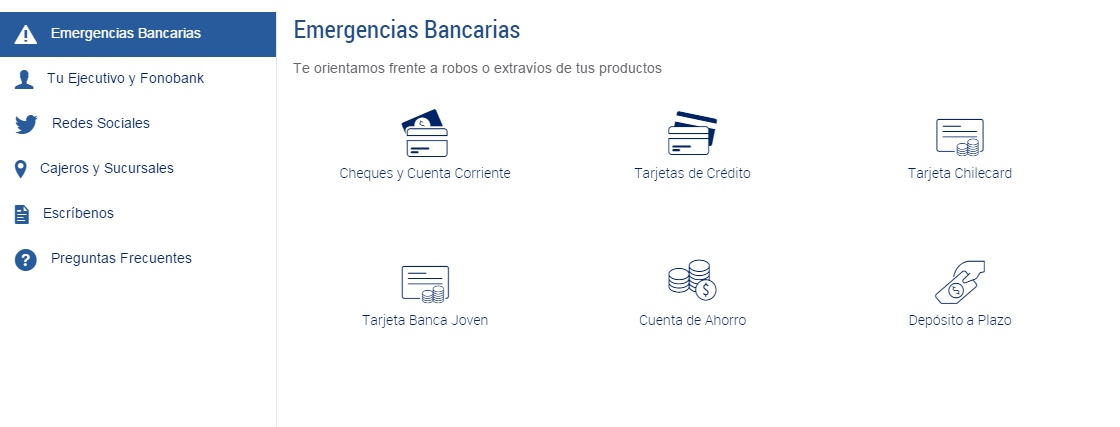 Emergencias Bancarias
Tu Ejecutivo y Fonobank
Redes Sociales
Cajeros y Sucursales
Escríbenos
Preguntas Frecuentes
Emergencias Bancarias
Te orientamos frente a robos o extravíos de tus productos
Cheques y Cuenta Corriente
Tarjetas de Crédito
Tarjeta Chilecard
Tarjeta Banca Joven
Cuenta de Ahorro
Depósito a Plazo